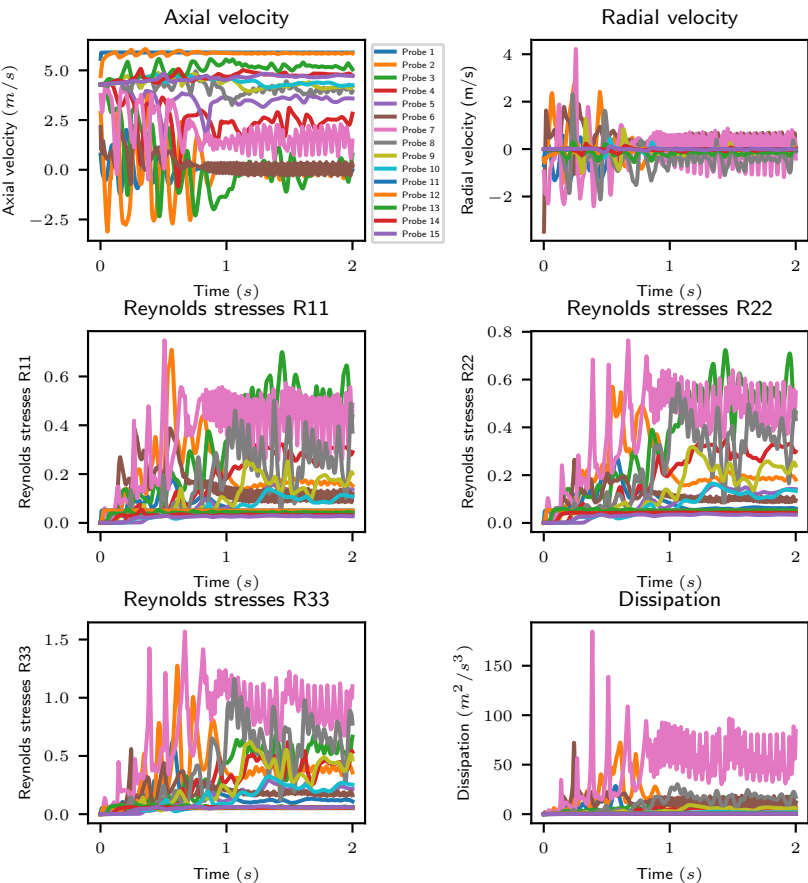 Axial velocity
Axial velocity (m/s)
5.0
2.5
0.0
−2.5
0
1
2
Time (s)
Probe 1
Probe 2
Probe 3
Probe 4
Probe 5
Probe 6
Probe 7
Probe 8
Probe 9
Probe 10
Probe 11
Probe 12
Probe 13
Probe 14
Probe 15
Radial velocity
Radial velocity (m/s)
4
2
0
−2
0
1
2
Time (s)
Reynolds stresses R11
Reynolds stresses R11
0.6
0.4
0.2
0.0
0
1
2
Time (s)
Reynolds stresses R22
Reynolds stresses R22
0.8
0.6
0.4
0.2
0.0
0
1
2
Time (s)
Reynolds stresses R33
Reynolds stresses R33
1.5
1.0
0.5
0.0
0
1
2
Time (s)
Dissipation
Dissipation (m²/s³)
150
100
50
0
0
1
2
Time (s)